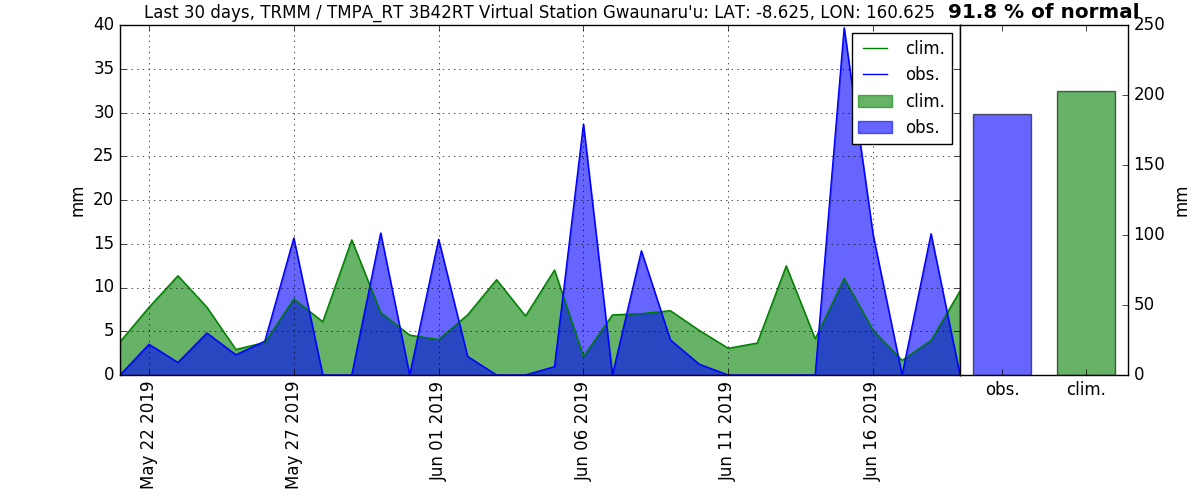 Last 30 days, TRMM / TMPA_RT 3B42RT Virtual Station Gwaunaru'u: LAT: -8.625, LON: 160.625
91.8 % of normal
40
35
30
25
20
15
10
5
0
mm
clim.
obs.
clim.
obs.
May 22 2019
May 27 2019
Jun 01 2019
Jun 06 2019
Jun 11 2019
Jun 16 2019
250
200
150
100
50
0
mm
obs.
clim.